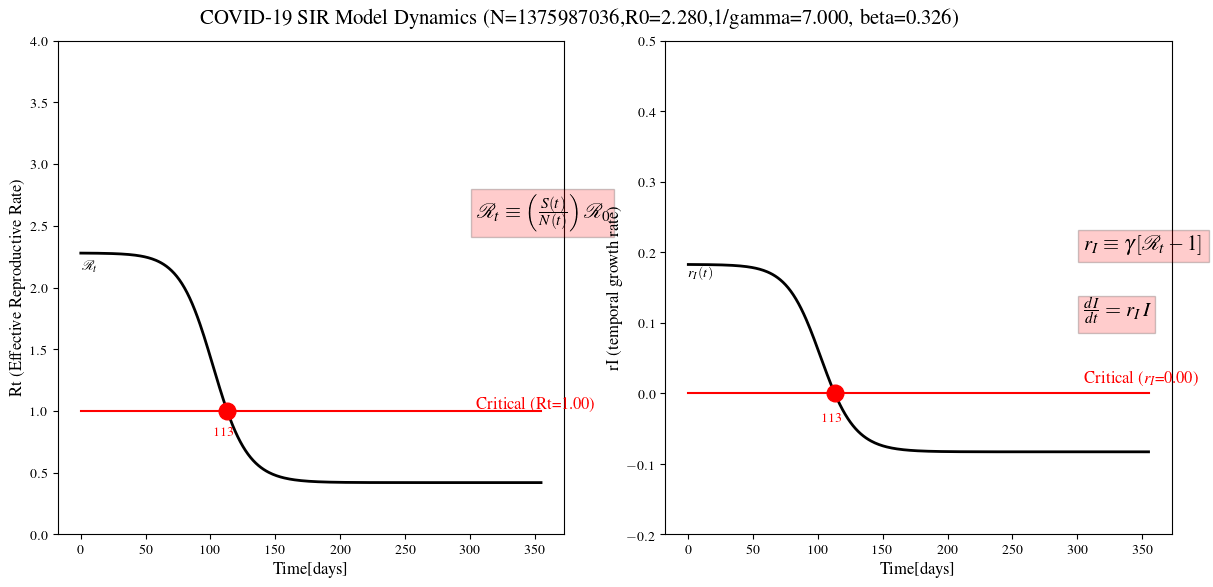 COVID-19 SIR Model Dynamics (N=1375987036,R0=2.280,1/gamma=7.000, beta=0.326)
Rt (Effective Reproductive Rate)
4.0
3.5
3.0
2.5
2.0
1.5
1.0
0.5
0.0
ℛₜ ≡ (S(t)/N(t)) ℛ₀
ℛₜ
Critical (Rt=1.00)
113
0 50 100 150 200 250 300 350
Time[days]
rI (temporal growth rate)
0.5
0.4
0.3
0.2
0.1
0.0
−0.1
−0.2
r_I ≡ γ[ℛₜ − 1]
r_I(t)
dI/dt = r_I I
Critical (r_I=0.00)
113
0 50 100 150 200 250 300 350
Time[days]